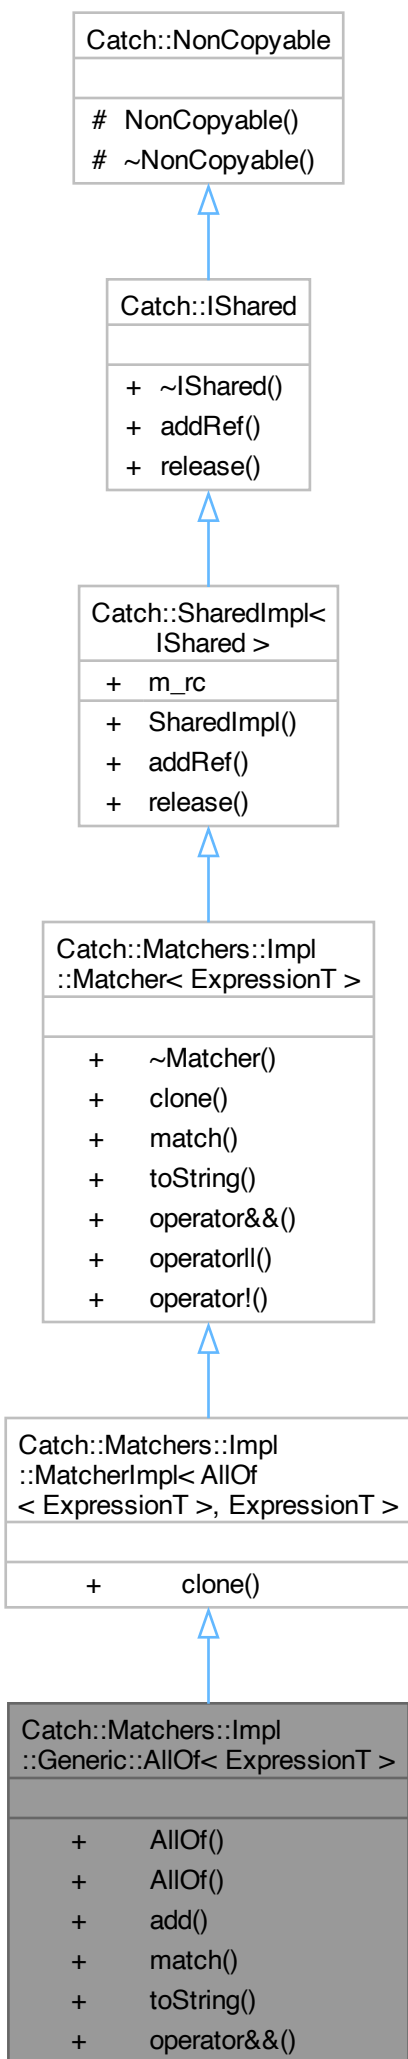 Catch::NonCopyable
# NonCopyable()
# ~NonCopyable()
Catch::IShared
+ ~IShared()
+ addRef()
+ release()
Catch::SharedImpl<
IShared >
+ m_rc
+ SharedImpl()
+ addRef()
+ release()
Catch::Matchers::Impl
::Matcher< ExpressionT >
+ ~Matcher()
+ clone()
+ match()
+ toString()
+ operator&&()
+ operator||()
+ operator!()
Catch::Matchers::Impl
::MatcherImpl< AllOf
< ExpressionT >, ExpressionT >
+ clone()
Catch::Matchers::Impl
::Generic::AllOf< ExpressionT >
+ AllOf()
+ AllOf()
+ add()
+ match()
+ toString()
+ operator&&()